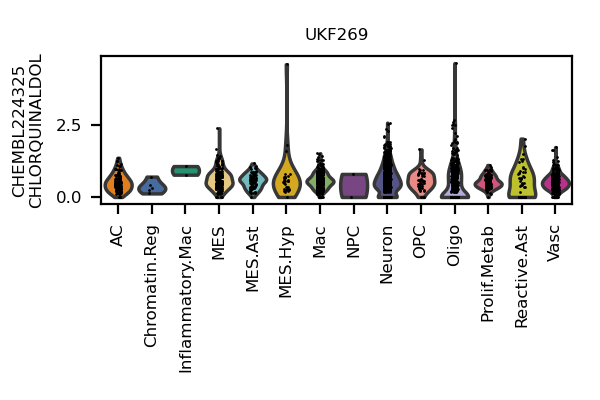 UKF269
CHEMBL224325
CHLORQUINALDOL
2.5
0.0
AC
Chromatin.Reg
Inflammatory.Mac
MES
MES.Ast
MES.Hyp
Mac
NPC
Neuron
OPC
Oligo
Prolif.Metab
Reactive.Ast
Vasc